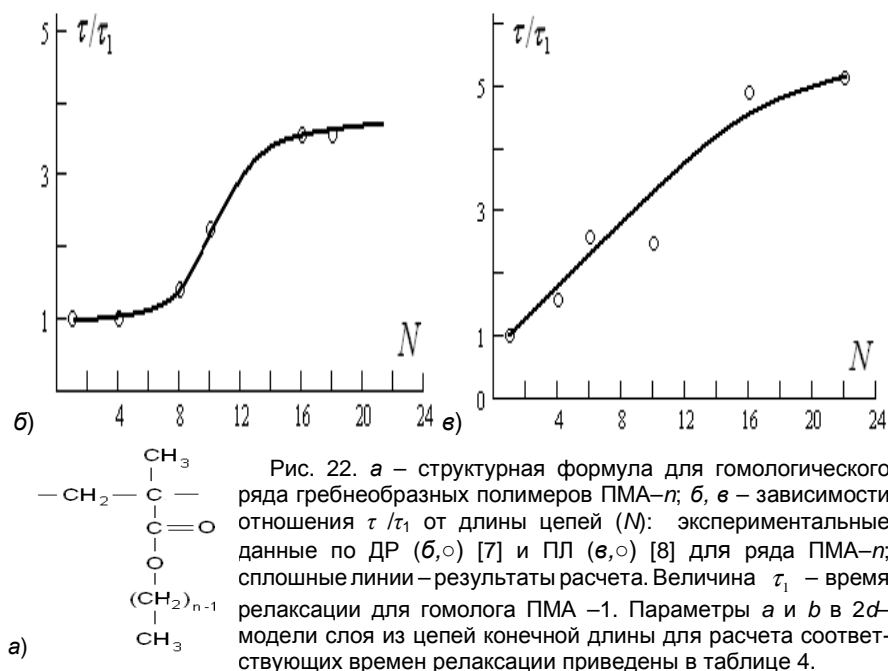 5
τ/τ₁
3
1
N
4 8 12 16 20 24
б)
τ/τ₁
5
3
1
0
N
4 8 12 16 20 24
в)
CH₃
— CH₂— C —
C = O
O
(CH₂)n-1
CH₃
а)
Рис. 22. а – структурная формула для гомологического
ряда гребнеобразных полимеров ПМА–n; б, в – зависимости
отношения τ /τ₁ от длины цепей (N): экспериментальные
данные по ДР (б,○) [7] и ПЛ (в,○) [8] для ряда ПМА–n;
сплошные линии – результаты расчета. Величина τ₁ – время
релаксации для гомолога ПМА –1. Параметры a и b в 2d–
модели слоя из цепей конечной длины для расчета соответ-
ствующих времен релаксации приведены в таблице 4.